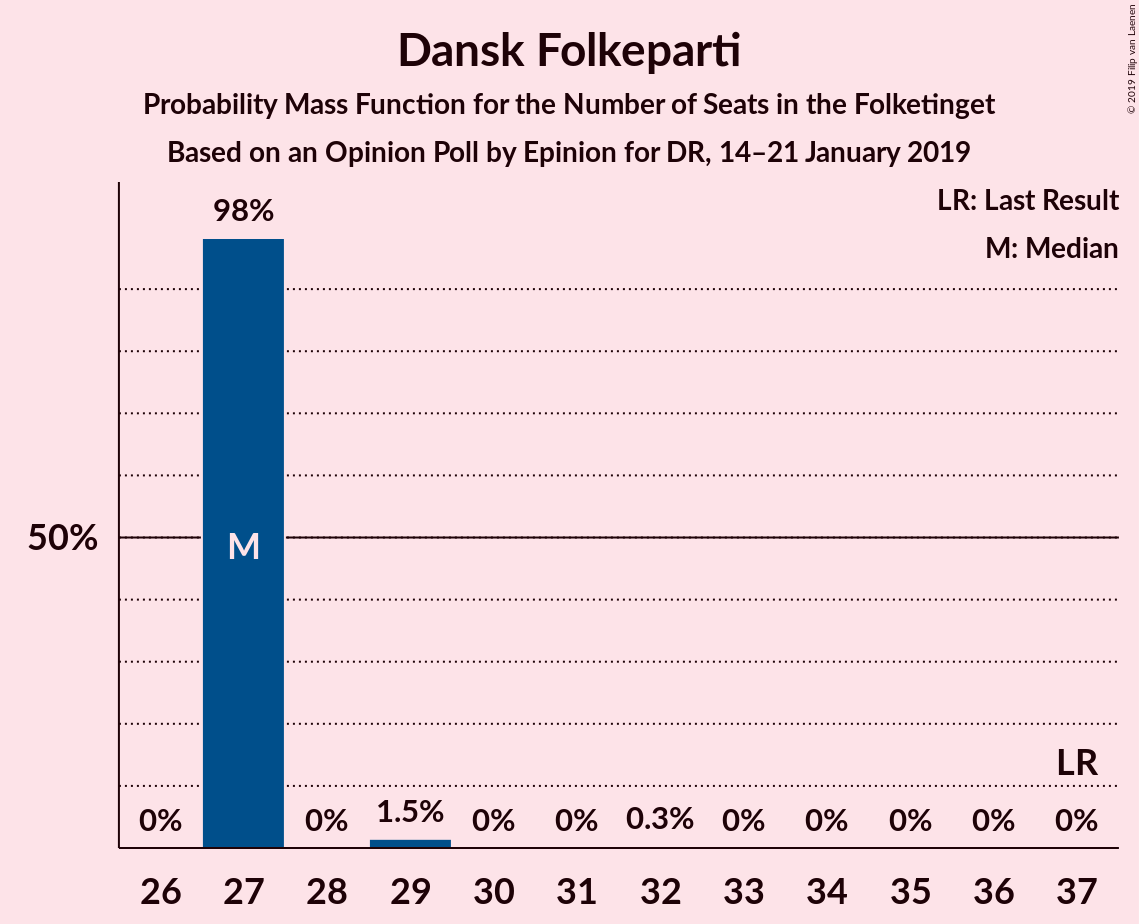 Dansk Folkeparti
Probability Mass Function for the Number of Seats in the Folketinget
Based on an Opinion Poll by Epinion for DR, 14–21 January 2019
© 2019 Filip van Laenen
LR: Last Result
M: Median
98%
50%
M
LR
0% 0% 1.5% 0% 0% 0.3% 0% 0% 0% 0% 0%
26 27 28 29 30 31 32 33 34 35 36 37